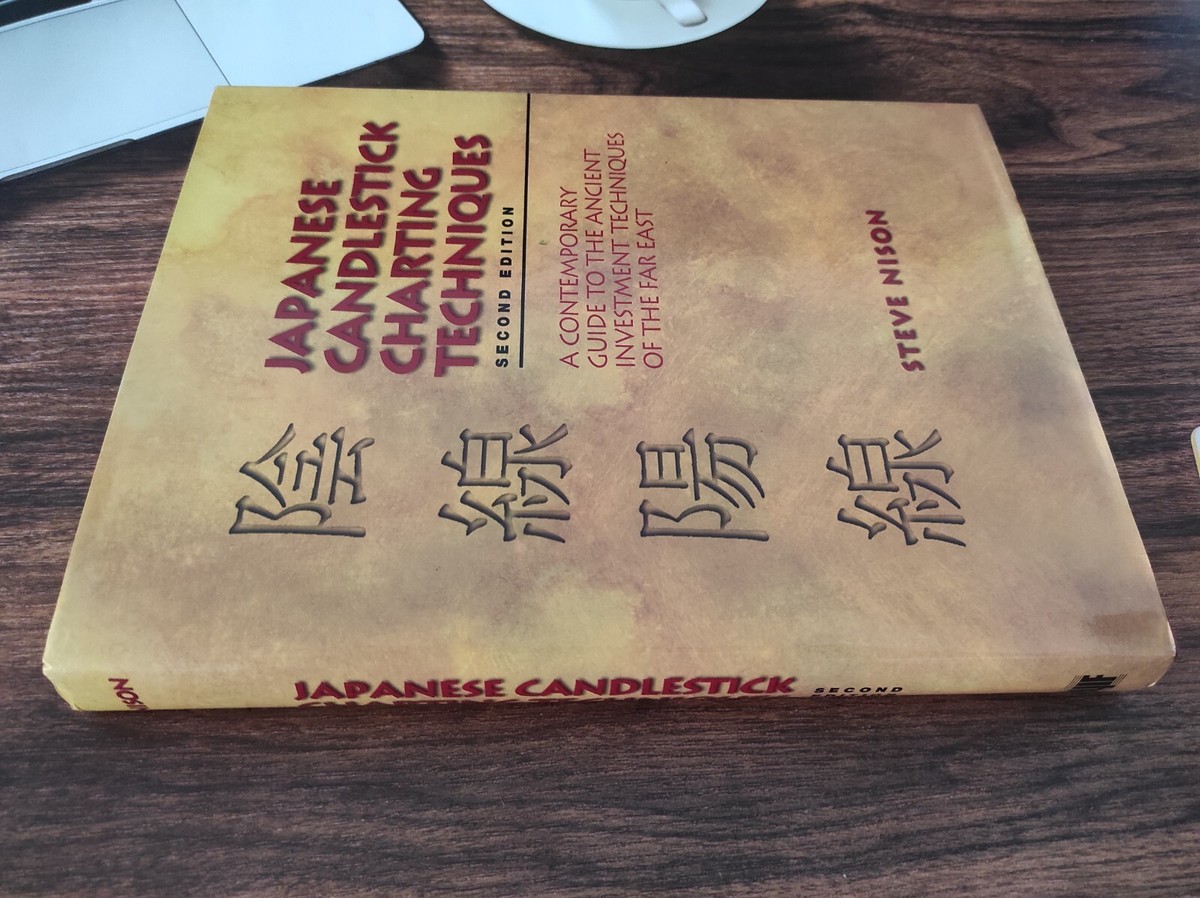 陰線陽線
JAPANESE
CANDLESTICK
CHARTING
TECHNIQUES
SECOND EDITION
A CONTEMPORARY
GUIDE TO THE ANCIENT
INVESTMENT TECHNIQUES
OF THE FAR EAST
STEVE NISON
JAPANESE CANDLESTICK
SECOND